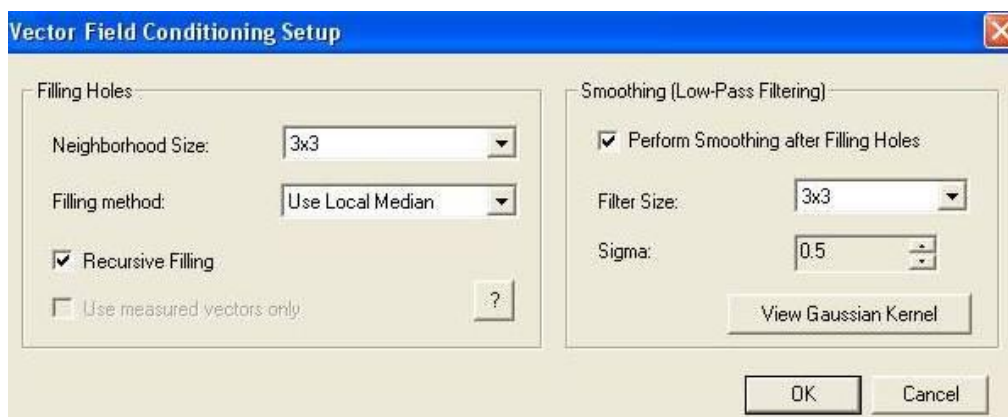 Vector Field Conditioning Setup
Filling Holes
Neighborhood Size: 3x3
Filling method: Use Local Median
Recursive Filling
Use measured vectors only
?
Smoothing (Low-Pass Filtering)
Perform Smoothing after Filling Holes
Filter Size: 3x3
Sigma: 0.5
View Gaussian Kernel
OK Cancel